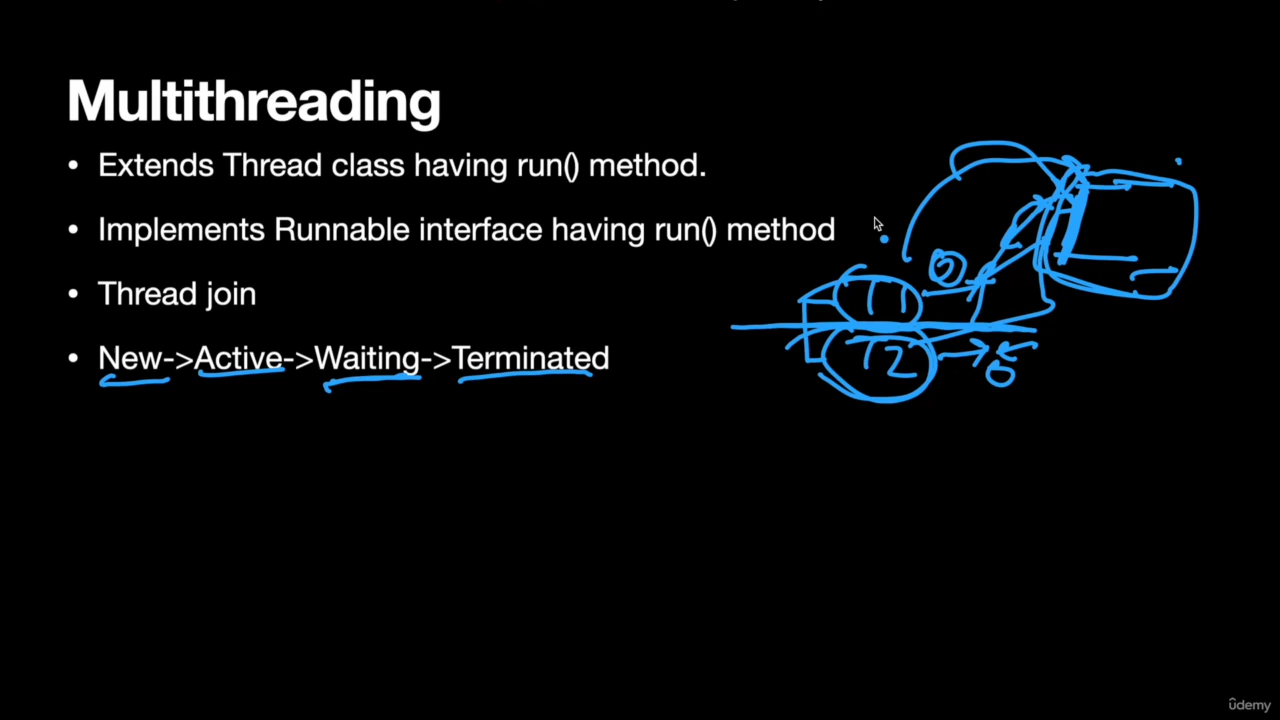 Multithreading
• Extends Thread class having run() method.
• Implements Runnable interface having run() method
• Thread join
• New->Active->Waiting->Terminated
T1
T2
udemy